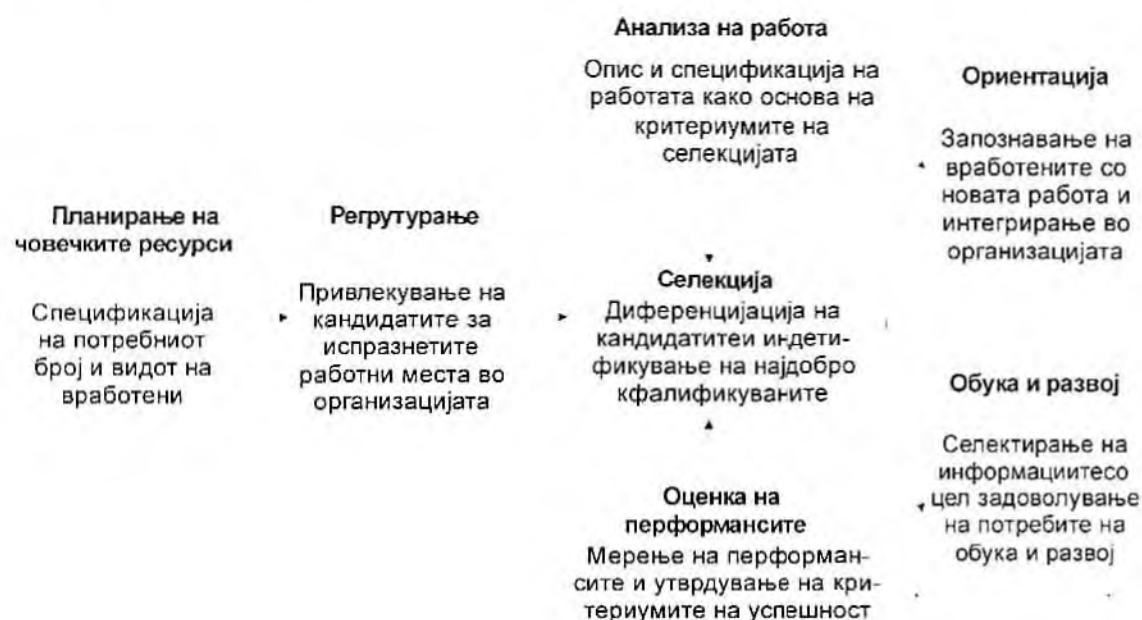 Планирање на
човечките ресурси
Спецификација
на потребниот
број и видот на
вработени
Регрутурање
Привлекување на
кандидатите за
испразнетите
работни места во
организацијата
Анализа на работа
Опис и спецификација на
работата како основа на
критериумите на
селекцијата
Селекција
Диференцијација на
кандидатитеи индети-
фикување на најдобро
кфалификуваните
Оценка на
перформансите
Мерење на перформан-
сите и утврдување на кри-
териумите на успешност
Ориентација
Запознавање на
вработените со
новата работа и
интегрирање во
организацијата
Обука и развој
Селектирање на
информациитесо
цел задоволување
на потребите на
обука и развој